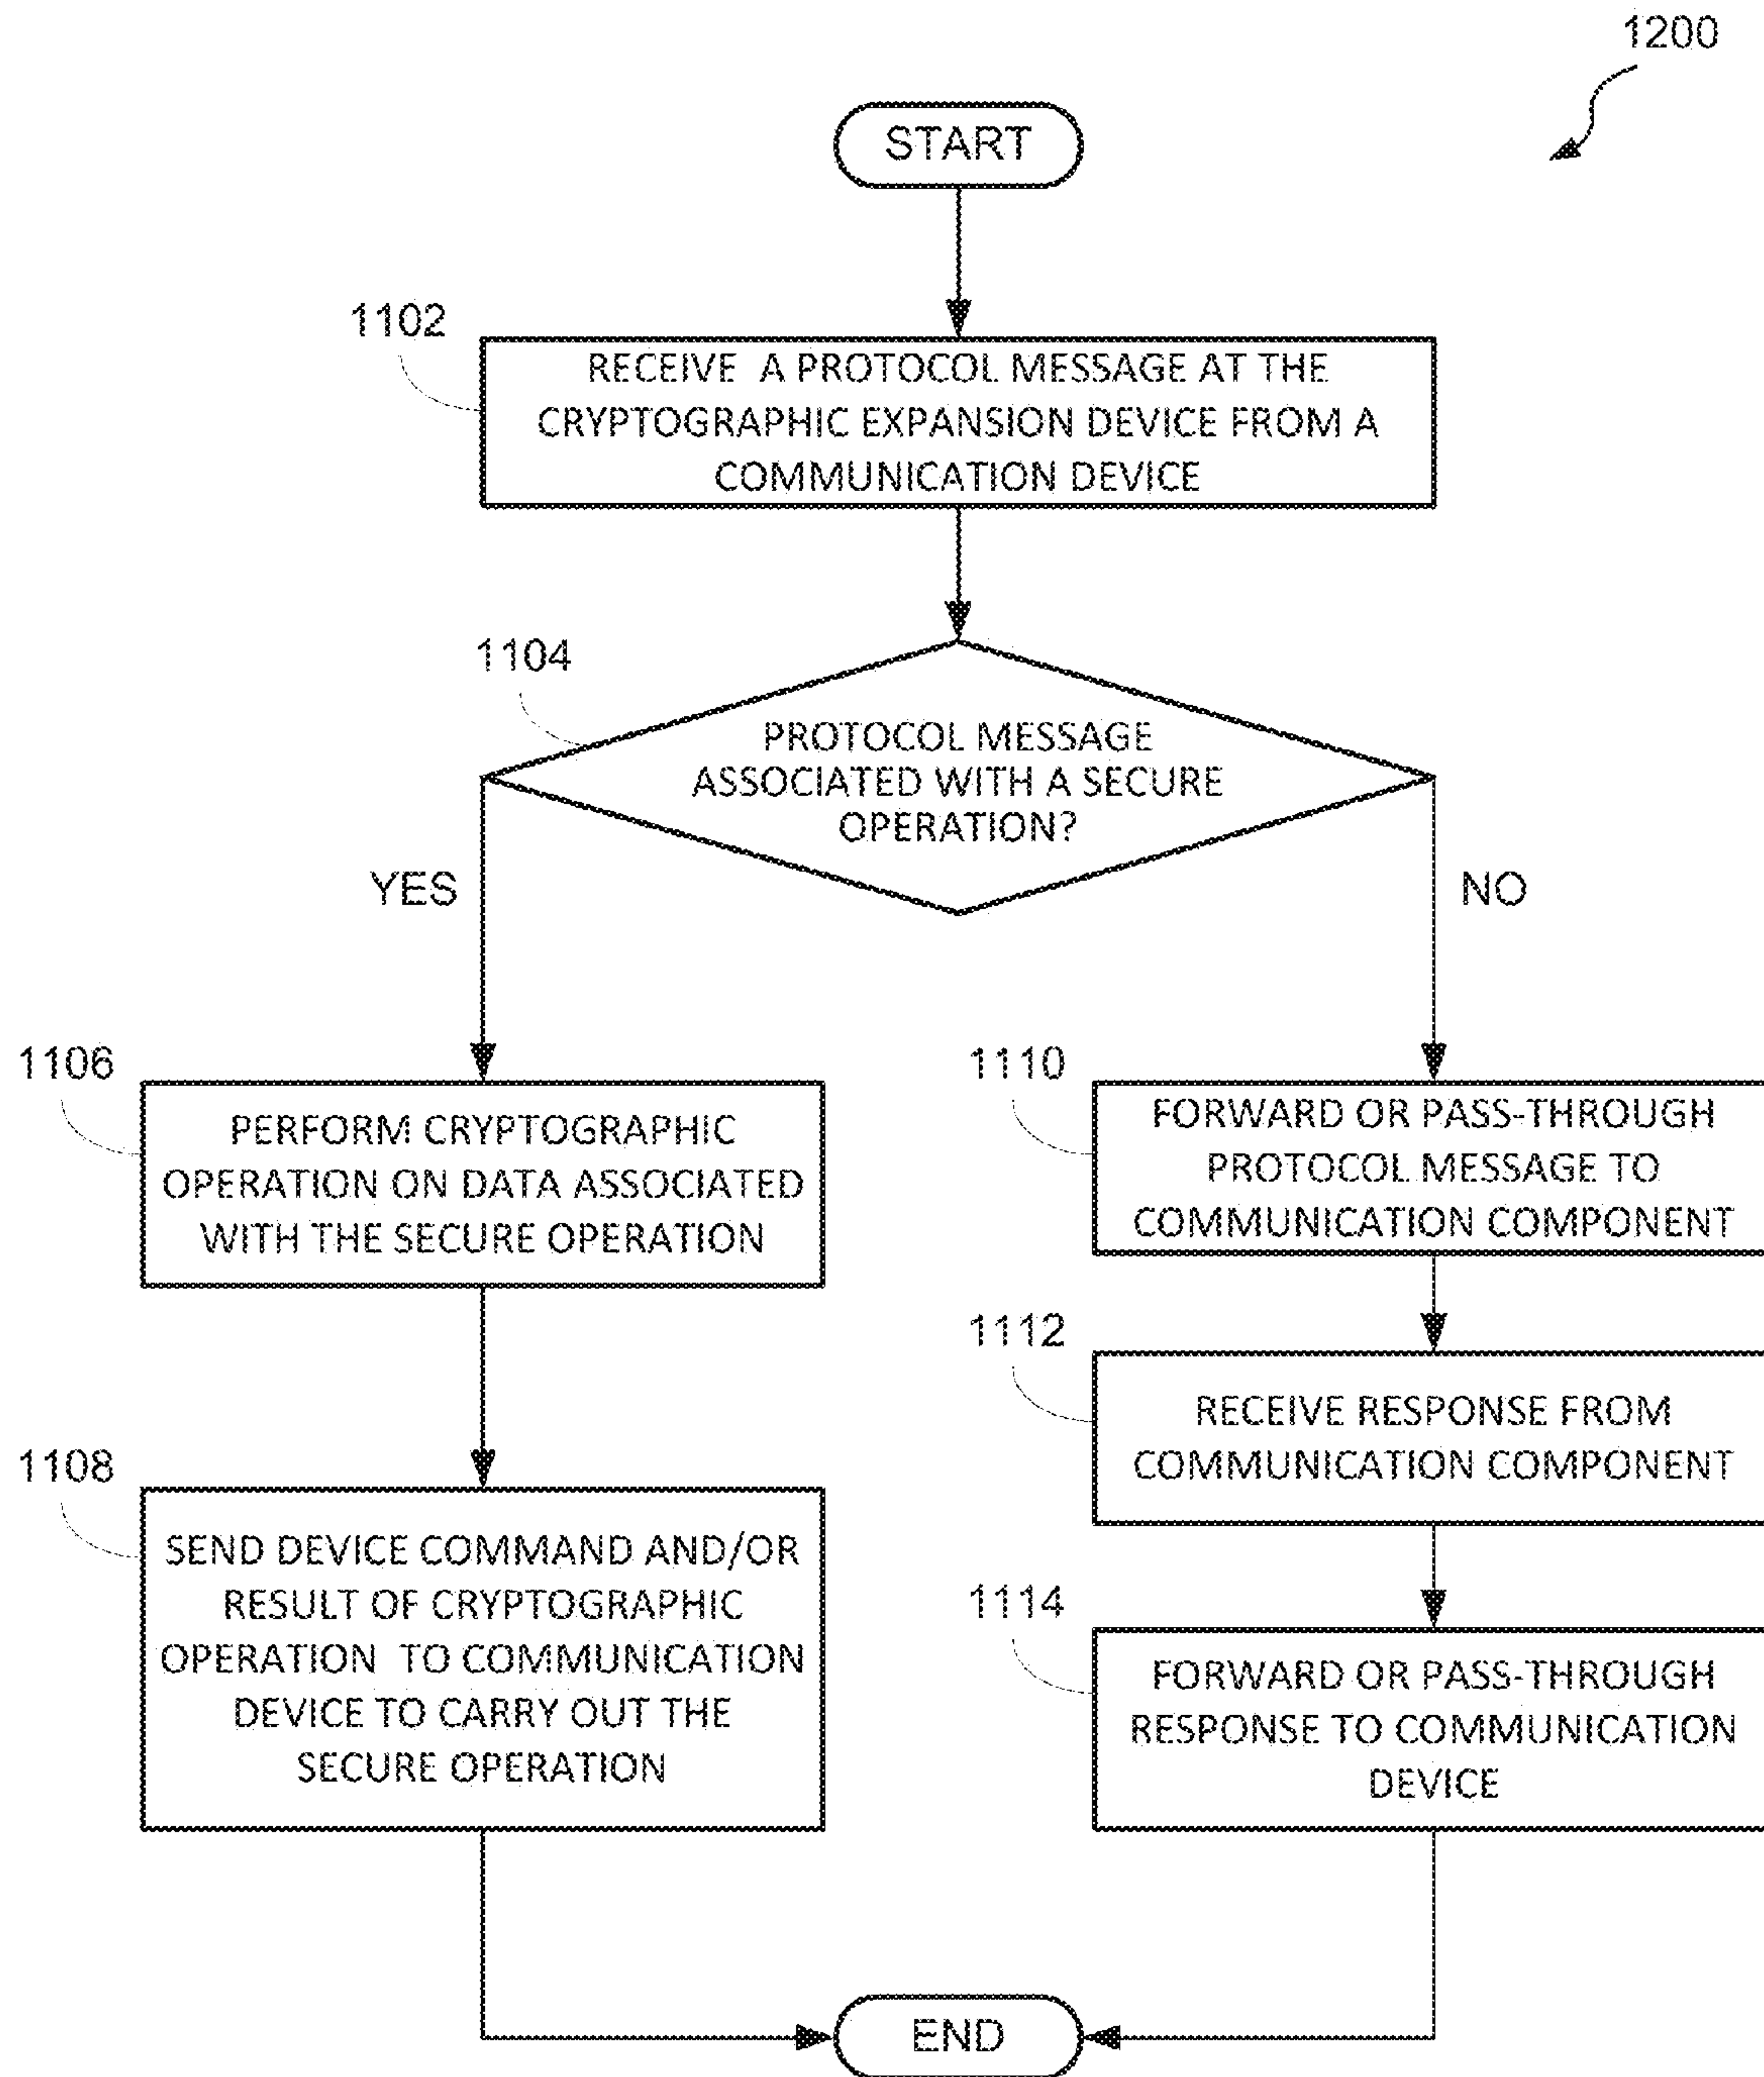 1200
START
1102
RECEIVE A PROTOCOL MESSAGE AT THE
CRYPTOGRAPHIC EXPANSION DEVICE FROM A
COMMUNICATION DEVICE
1104
PROTOCOL MESSAGE
ASSOCIATED WITH A SECURE
OPERATION?
YES
NO
1106
PERFORM CRYPTOGRAPHIC
OPERATION ON DATA ASSOCIATED
WITH THE SECURE OPERATION
1108
SEND DEVICE COMMAND AND/OR
RESULT OF CRYPTOGRAPHIC
OPERATION TO COMMUNICATION
DEVICE TO CARRY OUT THE
SECURE OPERATION
1110
FORWARD OR PASS-THROUGH
PROTOCOL MESSAGE TO
COMMUNICATION COMPONENT
1112
RECEIVE RESPONSE FROM
COMMUNICATION COMPONENT
1114
FORWARD OR PASS-THROUGH
RESPONSE TO COMMUNICATION
DEVICE
END